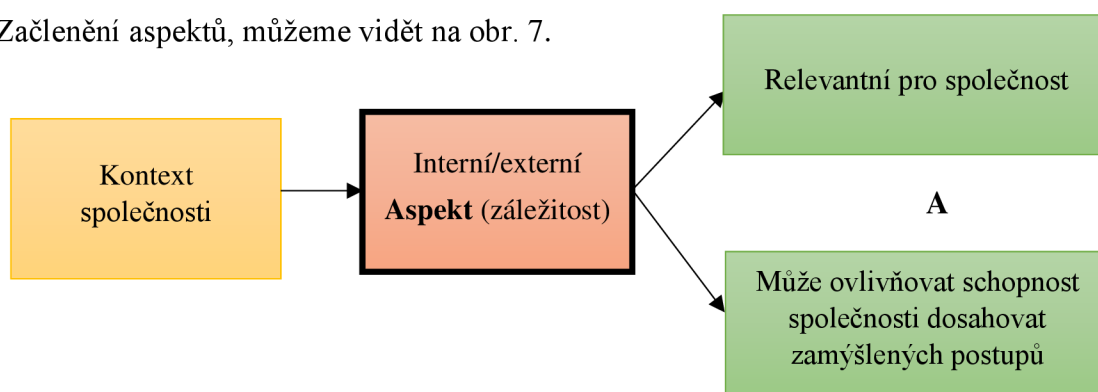 Začlenění aspektů, můžeme vidět na obr. 7.
Kontext
společnosti
Interní/externí
Aspekt (záležitost)
Relevantní pro společnost
A
Může ovlivňovat schopnost
společnosti dosahovat
zamýšlených postupů